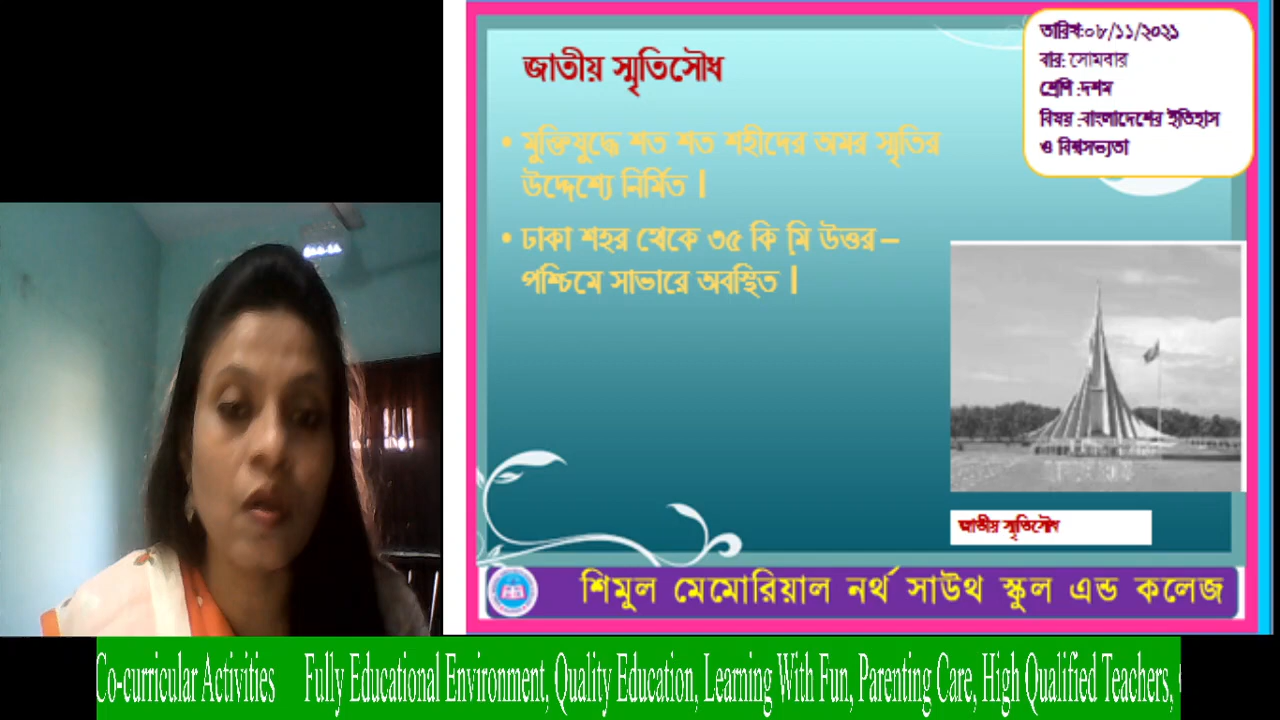 জাতীয় স্মৃতিসৌধ
• মুক্তিযুদ্ধে শত শত শহীদের অমর স্মৃতির
উদ্দেশ্যে নির্মিত |
• ঢাকা শহর থেকে ৩৫ কি মি উত্তর –
পশ্চিমে সাভারে অবস্থিত |
তারিখ:০৮/১১/২০২১
বার: সোমবার
শ্রেণি :দশম
বিষয় :বাংলাদেশের ইতিহাস
ও বিশ্বসভ্যতা
জাতীয় স্মৃতিসৌধ
শিমুল মেমোরিয়াল নর্থ সাউথ স্কুল এন্ড কলেজ
Co-curricular Activities Fully Educational Environment, Quality Education, Learning With Fun, Parenting Care, High Qualified Teachers,